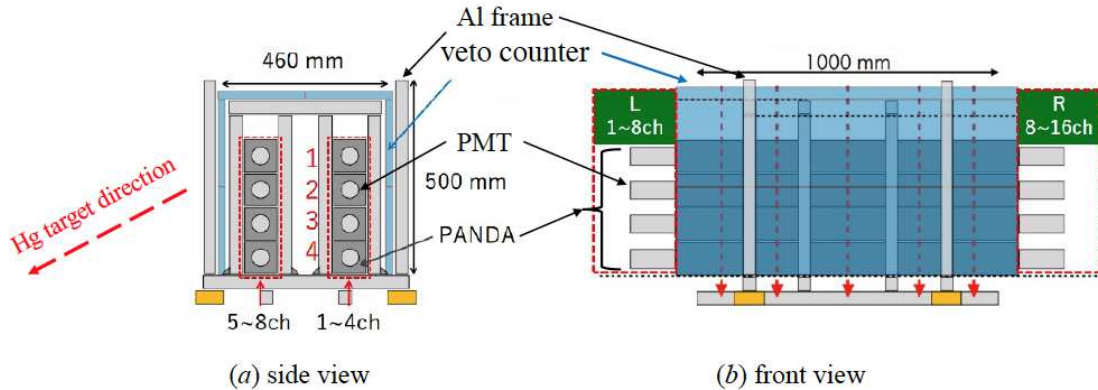 Al frame
veto counter
460 mm
1000 mm
L
1~8ch
R
8~16ch
1
2
3
4
PMT
500 mm
PANDA
Hg target direction
5~8ch
1~4ch
(a) side view
(b) front view